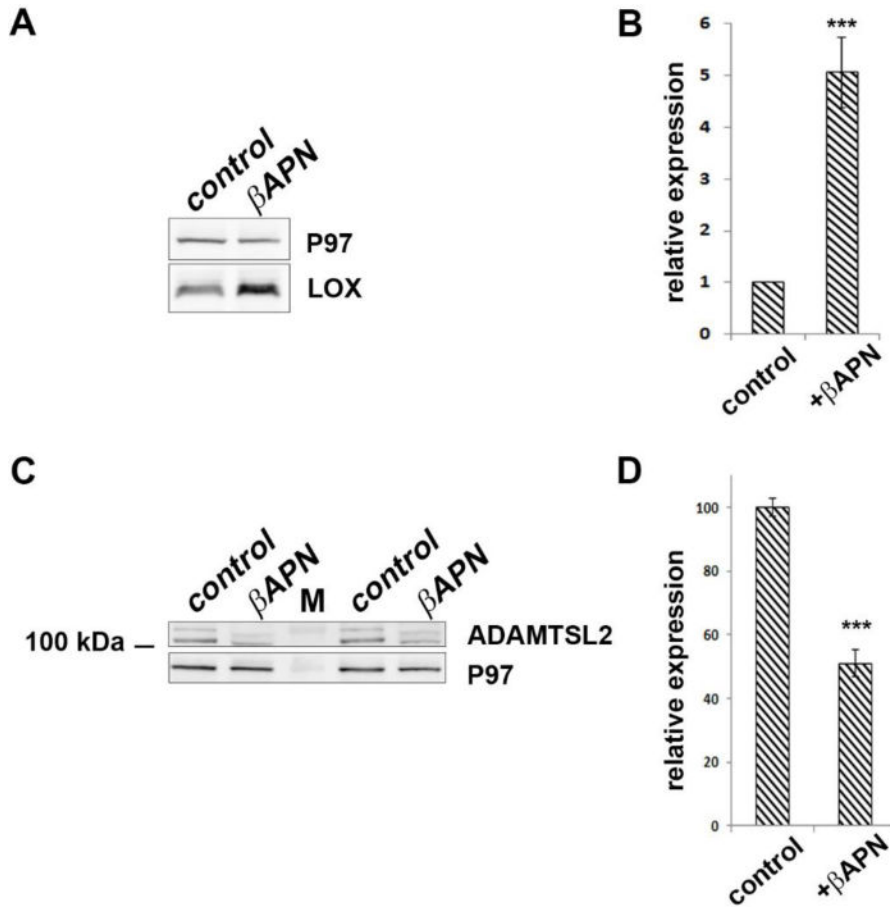 A
control
βAPN
P97
LOX
B
relative expression
6
5
4
3
2
1
0
***
control
+βAPN
C
control
βAPN
M
control
βAPN
100 kDa
ADAMTSL2
P97
D
relative expression
100
80
60
40
20
0
***
control
+βAPN